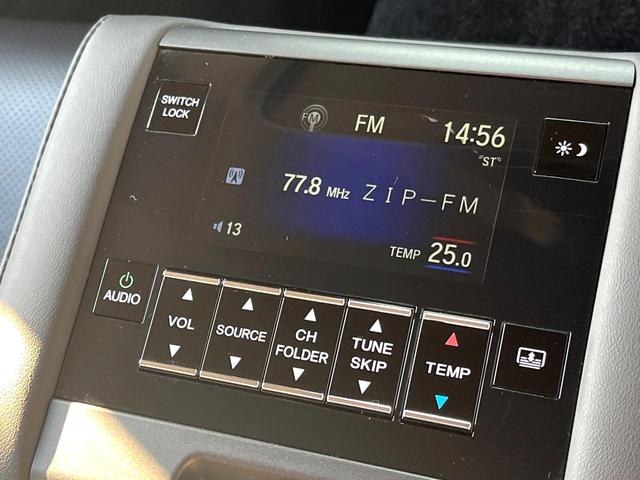 SWITCH
LOCK
FM
FM
14:56
ST
77.8 MHz ZIP-FM
13
TEMP 25.0
AUDIO
VOL
SOURCE
CH
FOLDER
TUNE
SKIP
TEMP